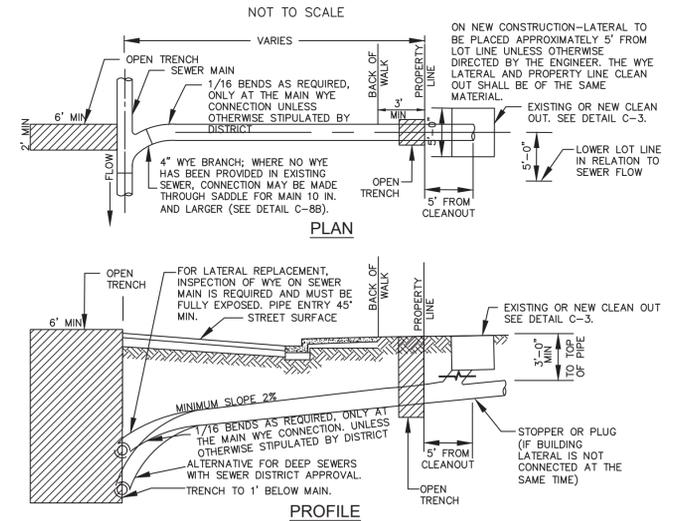 NOT TO SCALE
VARIES
OPEN TRENCH
SEWER MAIN
1/16 BENDS AS REQUIRED,
ONLY AT THE MAIN WYE
CONNECTION UNLESS
OTHERWISE STIPULATED BY
DISTRICT
BACK OF
WALK
PROPERTY
LINE
ON NEW CONSTRUCTION-LATERAL TO
BE PLACED APPROXIMATELY 5' FROM
LOT LINE UNLESS OTHERWISE
DIRECTED BY THE ENGINEER. THE WYE
LATERAL AND PROPERTY LINE CLEAN
OUT SHALL BE OF THE SAME
MATERIAL.
6' MIN
2' MIN
3'
MIN
5'-0"
EXISTING OR NEW CLEAN
OUT. SEE DETAIL C-3.
5'-0"
LOWER LOT LINE
IN RELATION TO
SEWER FLOW
FLOW
4" WYE BRANCH; WHERE NO WYE
HAS BEEN PROVIDED IN EXISTING
SEWER, CONNECTION MAY BE MADE
THROUGH SADDLE FOR MAIN 10 IN.
AND LARGER (SEE DETAIL C-8B).
OPEN
TRENCH
5' FROM
CLEANOUT
PLAN
OPEN
TRENCH
FOR LATERAL REPLACEMENT,
INSPECTION OF WYE ON SEWER
MAIN IS REQUIRED AND MUST BE
FULLY EXPOSED. PIPE ENTRY 45°
MIN.
STREET SURFACE
BACK OF
WALK
PROPERTY
LINE
EXISTING OR NEW CLEAN OUT
SEE DETAIL C-3.
6' MIN
3'-0"
MIN
TO TOP
OF PIPE
MINIMUM SLOPE 2%
1/16 BENDS AS REQUIRED, ONLY AT
THE MAIN WYE CONNECTION. UNLESS
OTHERWISE STIPULATED BY DISTRICT
ALTERNATIVE FOR DEEP SEWERS
WITH SEWER DISTRICT APPROVAL.
TRENCH TO 1' BELOW MAIN.
5' FROM
CLEANOUT
OPEN
TRENCH
STOPPER OR PLUG
(IF BUILDING
LATERAL IS NOT
CONNECTED AT THE
SAME TIME)
PROFILE